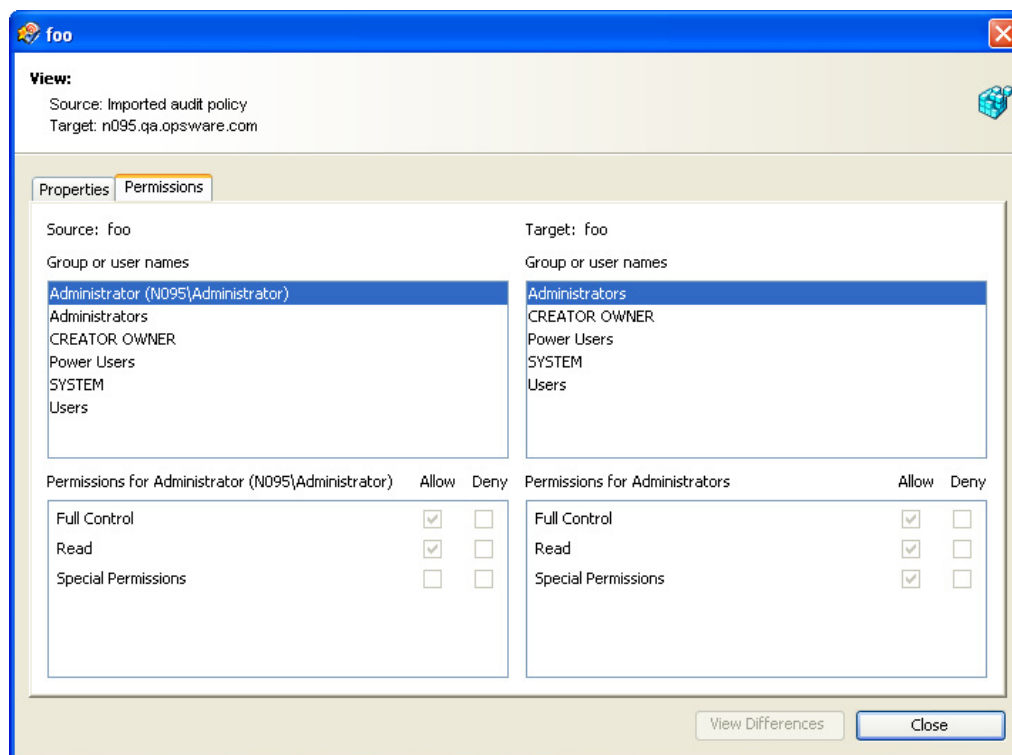 foo
View:
Source: Imported audit policy
Target: n095.qa.opsware.com
Properties
Permissions
Source: foo
Group or user names
Administrator (N095\Administrator)
Administrators
CREATOR OWNER
Power Users
SYSTEM
Users
Permissions for Administrator (N095\Administrator) Allow Deny
Full Control
Read
Special Permissions
Target: foo
Group or user names
Administrators
CREATOR OWNER
Power Users
SYSTEM
Users
Permissions for Administrators Allow Deny
Full Control
Read
Special Permissions
View Differences
Close